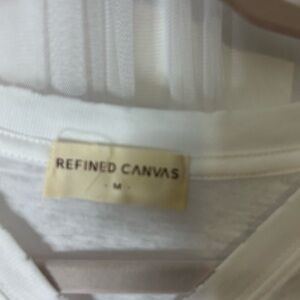 REFINED CANVAS
- M -